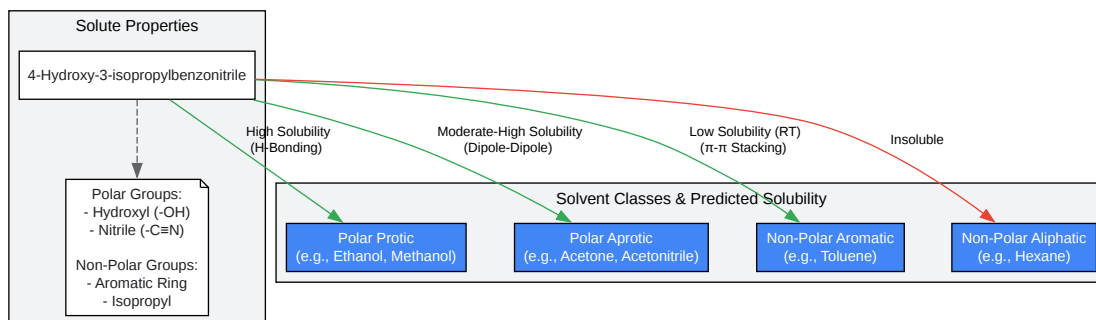 Solute Properties
4-Hydroxy-3-isopropylbenzonitrile
High Solubility
(H-Bonding)
Moderate-High Solubility
(Dipole-Dipole)
Low Solubility (RT)
(π-π Stacking)
Insoluble
Polar Groups:
- Hydroxyl (-OH)
- Nitrile (-C≡N)
Non-Polar Groups:
- Aromatic Ring
- Isopropyl
Solvent Classes & Predicted Solubility
Polar Protic
(e.g., Ethanol, Methanol)
Polar Aprotic
(e.g., Acetone, Acetonitrile)
Non-Polar Aromatic
(e.g., Toluene)
Non-Polar Aliphatic
(e.g., Hexane)